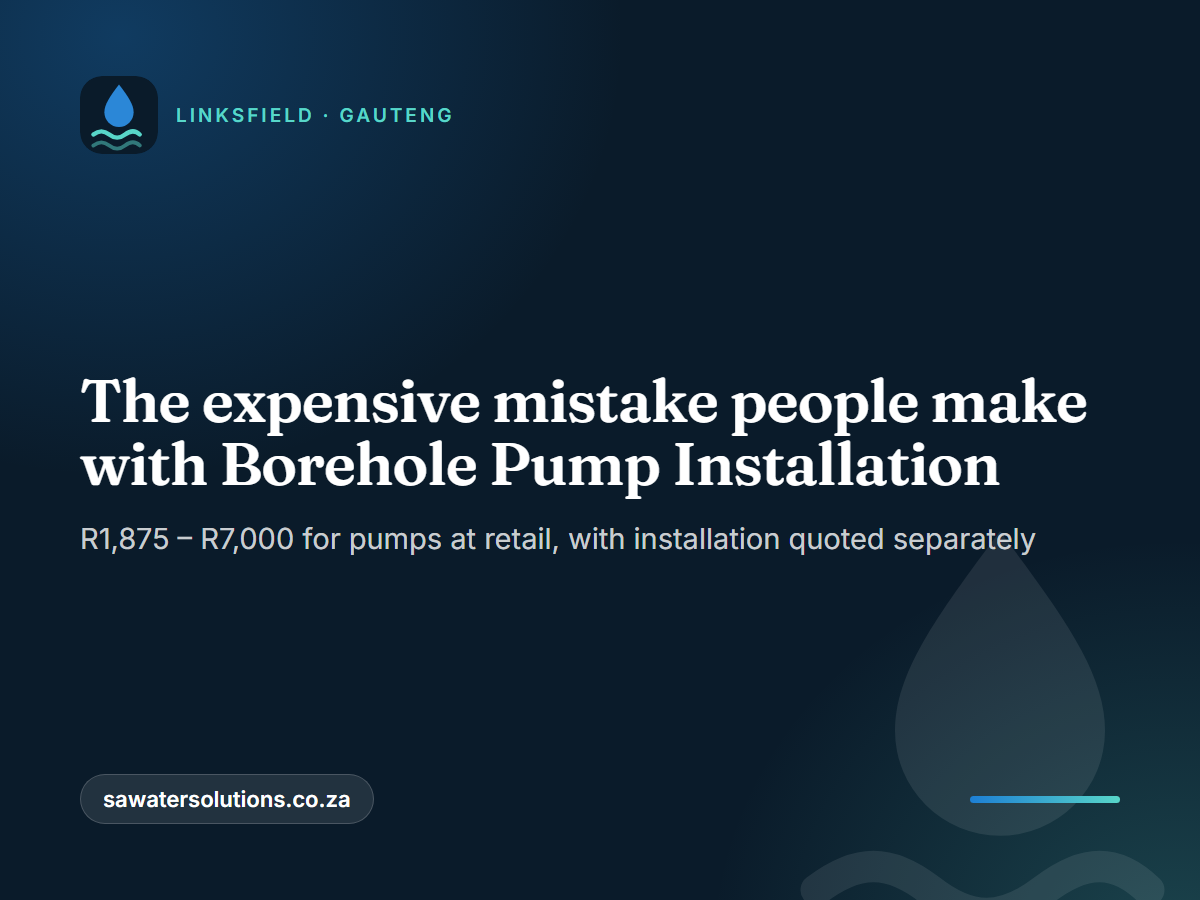 LINKSFIELD · GAUTENG
The expensive mistake people make
with Borehole Pump Installation
R1,875 – R7,000 for pumps at retail, with installation quoted separately
sawatersolutions.co.za